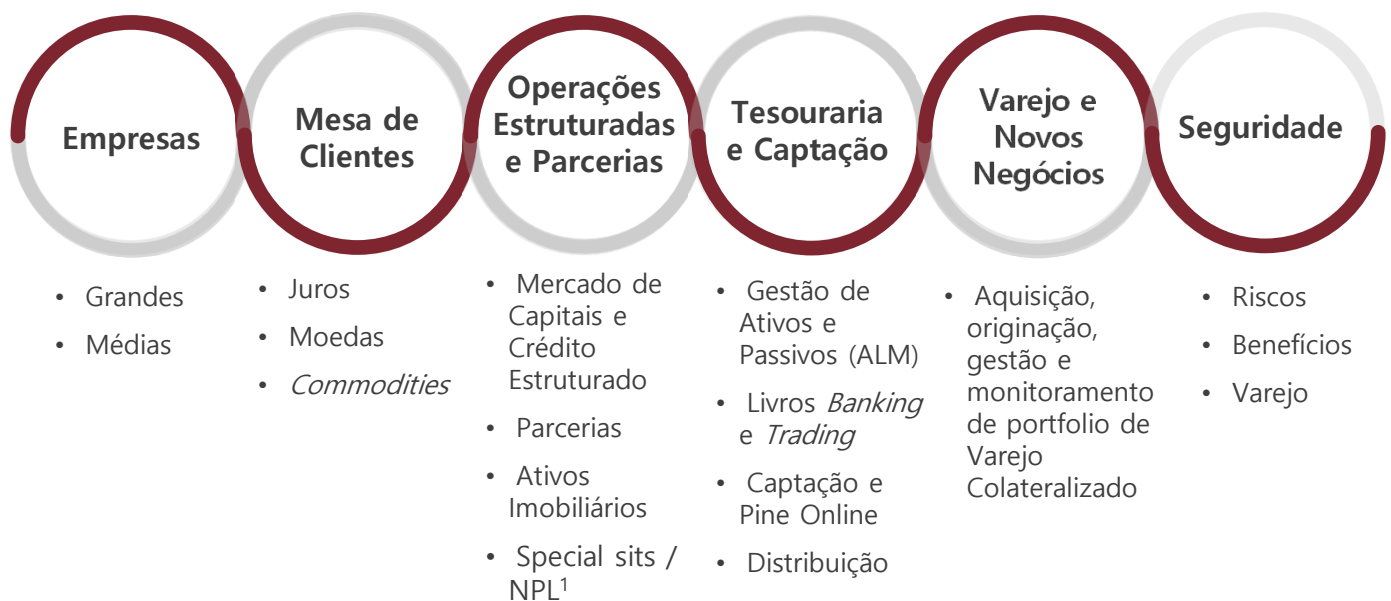 Empresas
• Grandes
• Médias
Mesa de
Clientes
• Juros
• Moedas
• Commodities
Operações
Estruturadas
e Parcerias
• Mercado de
Capitais e
Crédito
Estruturado
• Parcerias
• Ativos
Imobiliários
• Special sits /
NPL¹
Tesouraria
e Captação
• Gestão de
Ativos e
Passivos (ALM)
• Livros Banking
e Trading
• Captação e
Pine Online
• Distribuição
Varejo e
Novos
Negócios
• Aquisição,
originação,
gestão e
monitoramento
de portfolio de
Varejo
Colateralizado
Seguridade
• Riscos
• Benefícios
• Varejo